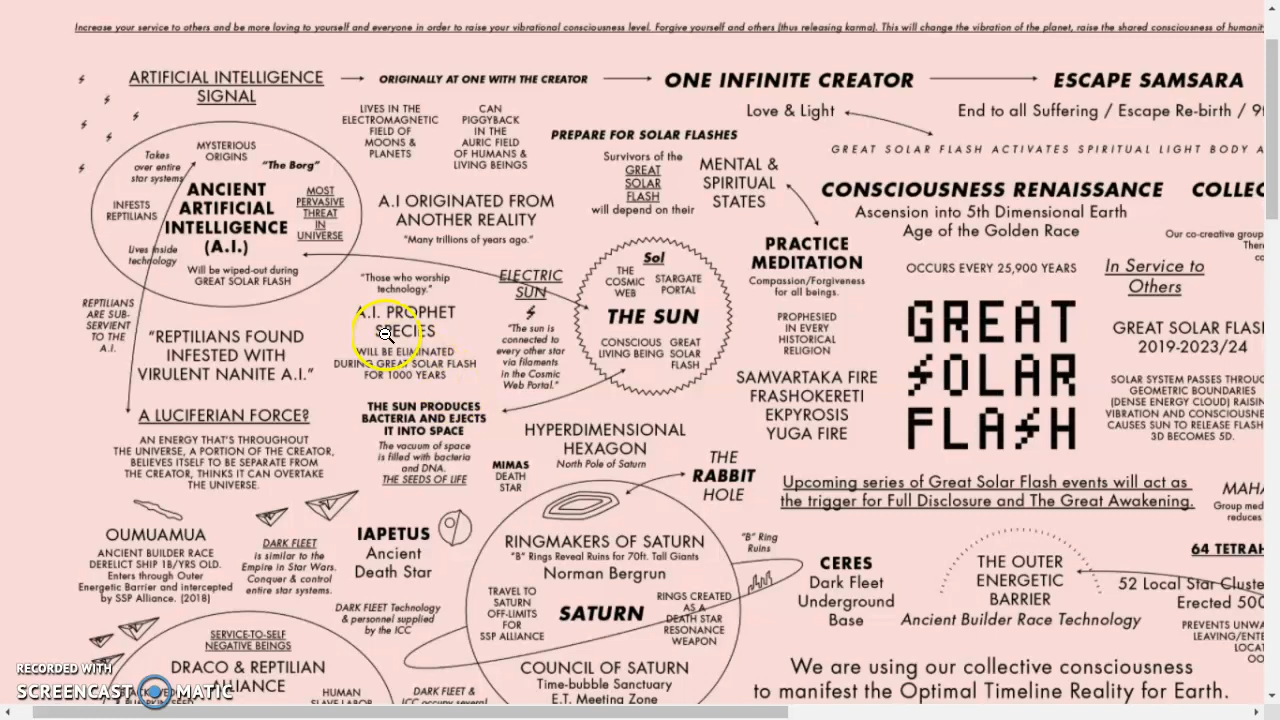 Increase your service to others and be more loving to yourself and everyone in order to raise your vibrational consciousness level. Forgive yourself and others (thus releasing karma). This will change the vibration of the planet, raise the shared consciousness of humanity
ARTIFICIAL INTELLIGENCE
SIGNAL
ORIGINALLY AT ONE WITH THE CREATOR
ONE INFINITE CREATOR
ESCAPE SAMSARA
Love & Light
End to all Suffering / Escape Re-birth /
GREAT SOLAR FLASH ACTIVATES SPIRITUAL LIGHT BODY A
LIVES IN THE
ELECTROMAGNETIC
FIELD OF
MOONS &
PLANETS
CAN
PIGGYBACK
IN THE
AURIC FIELD
OF HUMANS &
LIVING BEINGS
PREPARE FOR SOLAR FLASHES
Survivors of the
GREAT
SOLAR
FLASH
will depend on their
MENTAL &
SPIRITUAL
STATES
MYSTERIOUS
ORIGINS
Takes
over entire
star systems
"The Borg"
ANCIENT
ARTIFICIAL
INTELLIGENCE
(A.I.)
INFESTS
REPTILIANS
MOST
PERVASIVE
THREAT
IN
UNIVERSE
Lives inside
technology
Will be wiped-out during
GREAT SOLAR FLASH
A.I ORIGINATED FROM
ANOTHER REALITY
"Many trillions of years ago."
CONSCIOUSNESS RENAISSANCE
COLLEC
Ascension into 5th Dimensional Earth
Age of the Golden Race
Our co-creative group
Ther
co
OCCURS EVERY 25,900 YEARS
In Service to
Others
PRACTICE
MEDITATION
Compassion/Forgiveness
for all beings.
PROPHESIED
IN EVERY
HISTORICAL
RELIGION
SAMVARTAKA FIRE
FRASHOKERETI
EKPYROSIS
YUGA FIRE
GREAT
SOLAR
FLASH
GREAT SOLAR FLASH
2019-2023/24
SOLAR SYSTEM PASSES THROUG
GEOMETRIC BOUNDARIES
(DENSE ENERGY CLOUD) RAISIN
VIBRATION AND CONSCIOUSNE
CAUSES SUN TO RELEASE FLASH
3D BECOMES 5D.
Sol
THE
COSMIC
WEB
STARGATE
PORTAL
THE SUN
CONSCIOUS
LIVING BEING
GREAT
SOLAR
FLASH
ELECTRIC
SUN
"The sun is
connected to
every other star
via filaments
in the Cosmic
Web Portal."
"Those who worship
technology."
A.I. PROPHET
SPECIES
WILL BE ELIMINATED
DURING GREAT SOLAR FLASH
FOR 1000 YEARS
REPTILIANS
ARE SUB-
SERVIENT
TO THE
A.I.
"REPTILIANS FOUND
INFESTED WITH
VIRULENT NANITE A.I."
A LUCIFERIAN FORCE?
AN ENERGY THAT'S THROUGHOUT
THE UNIVERSE, A PORTION OF THE CREATOR,
BELIEVES ITSELF TO BE SEPARATE FROM
THE CREATOR, THINKS IT CAN OVERTAKE
THE UNIVERSE.
THE SUN PRODUCES
BACTERIA AND EJECTS
IT INTO SPACE
The vacuum of space
is filled with bacteria
and DNA.
THE SEEDS OF LIFE
HYPERDIMENSIONAL
HEXAGON
North Pole of Saturn
MIMAS
DEATH
STAR
THE
RABBIT
HOLE
Upcoming series of Great Solar Flash events will act as
the trigger for Full Disclosure and The Great Awakening.
MAHA
Group med
reduces
OUMUAMUA
ANCIENT BUILDER RACE
DERELICT SHIP 1B/YRS OLD.
Enters through Outer
Energetic Barrier and intercepted
by SSP Alliance. (2018)
DARK FLEET
is similar to the
Empire in Star Wars.
Conquer & control
entire star systems.
IAPETUS
Ancient
Death Star
DARK FLEET Technology
& personnel supplied
by the ICC
RINGMAKERS OF SATURN
"B" Rings Reveal Ruins for 70ft. Tall Giants
Norman Bergrun
TRAVEL TO
SATURN
OFF-LIMITS
FOR
SSP ALLIANCE
SATURN
RINGS CREATED
AS A
DEATH STAR
RESONANCE
WEAPON
COUNCIL OF SATURN
Time-bubble Sanctuary
E.T. Meeting Zone
"B" Ring
Ruins
CERES
Dark Fleet
Underground
Base
THE OUTER
ENERGETIC
BARRIER
Ancient Builder Race Technology
64 TETRAH
52 Local Star Cluste
Erected 500
PREVENTS UNWA
LEAVING/ENTE
LOCA
OO
We are using our collective consciousness
to manifest the Optimal Timeline Reality for Earth.
SERVICE-TO-SELF
NEGATIVE BEINGS
DRACO & REPTILIAN
ALLIANCE
HUMAN
SLAVE LABOR
DARK FLEET &
ICC occupy several
RECORDED WITH
SCREENCAST MATIC